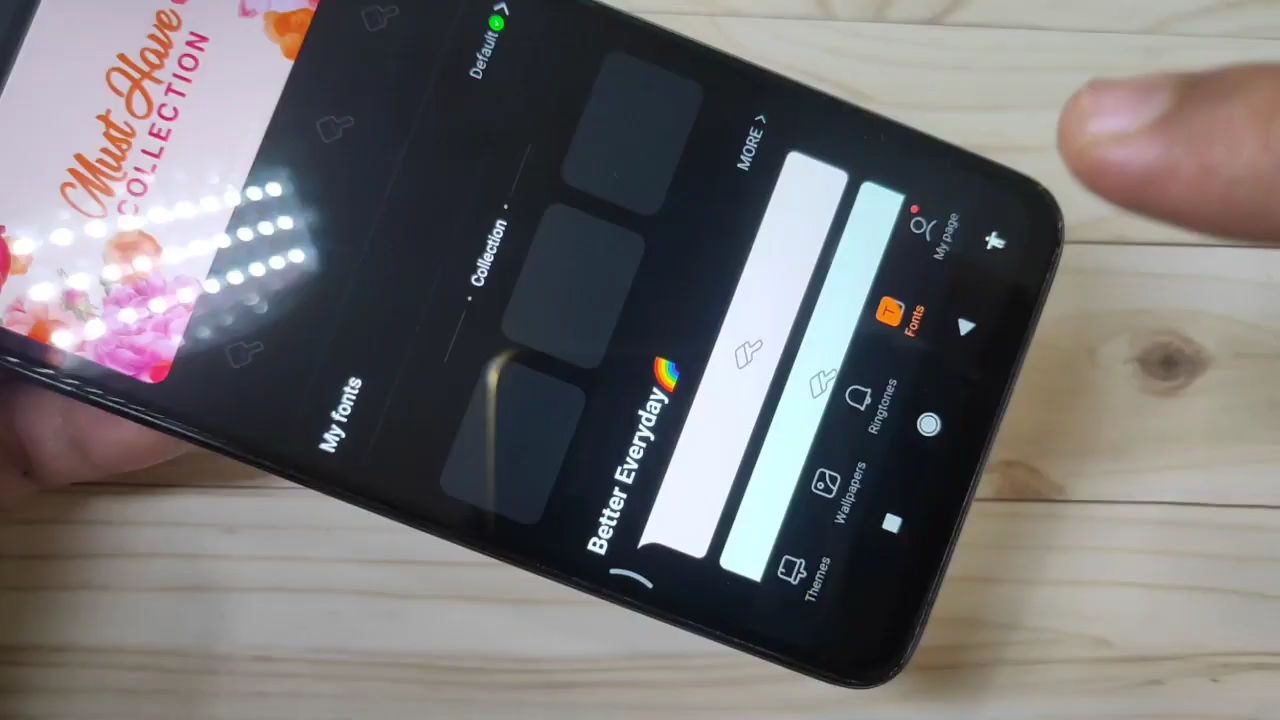 Must Have
COLLECTION
My fonts
Default
Collection
Better Everyday🌈
MORE
Themes
Wallpapers
Ringtones
Fonts
My page